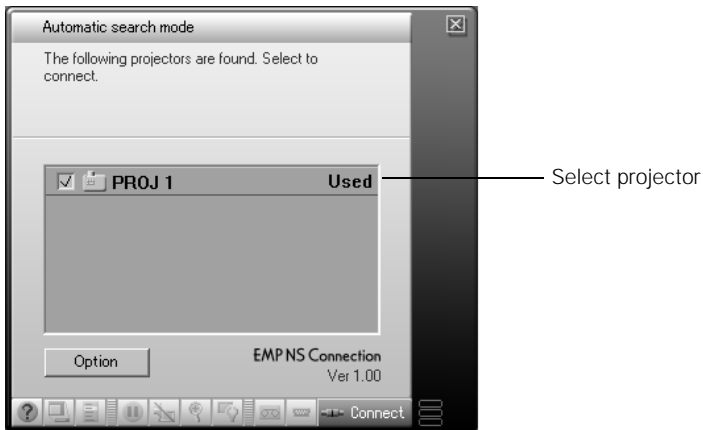 Automatic search mode
The following projectors are found. Select to
connect.
PROJ 1 Used
Select projector
Option
EMP NS Connection
Ver 1.00
? Connect